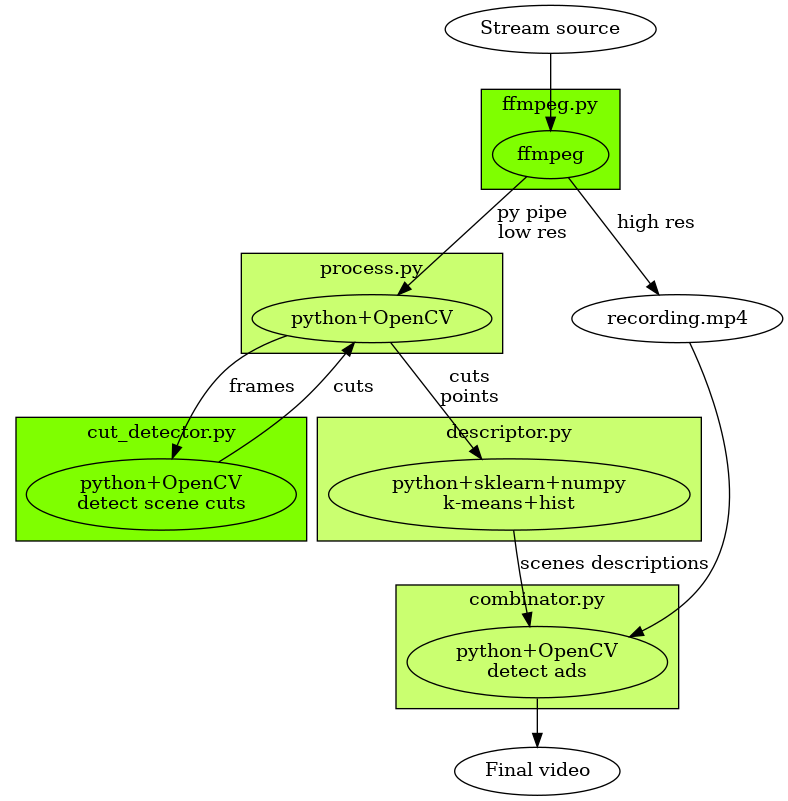 Stream source
ffmpeg.py
ffmpeg
py pipe
low res
high res
process.py
python+OpenCV
recording.mp4
frames
cuts
cuts
points
cut_detector.py
python+OpenCV
detect scene cuts
descriptor.py
python+sklearn+numpy
k-means+hist
scenes descriptions
combinator.py
python+OpenCV
detect ads
Final video